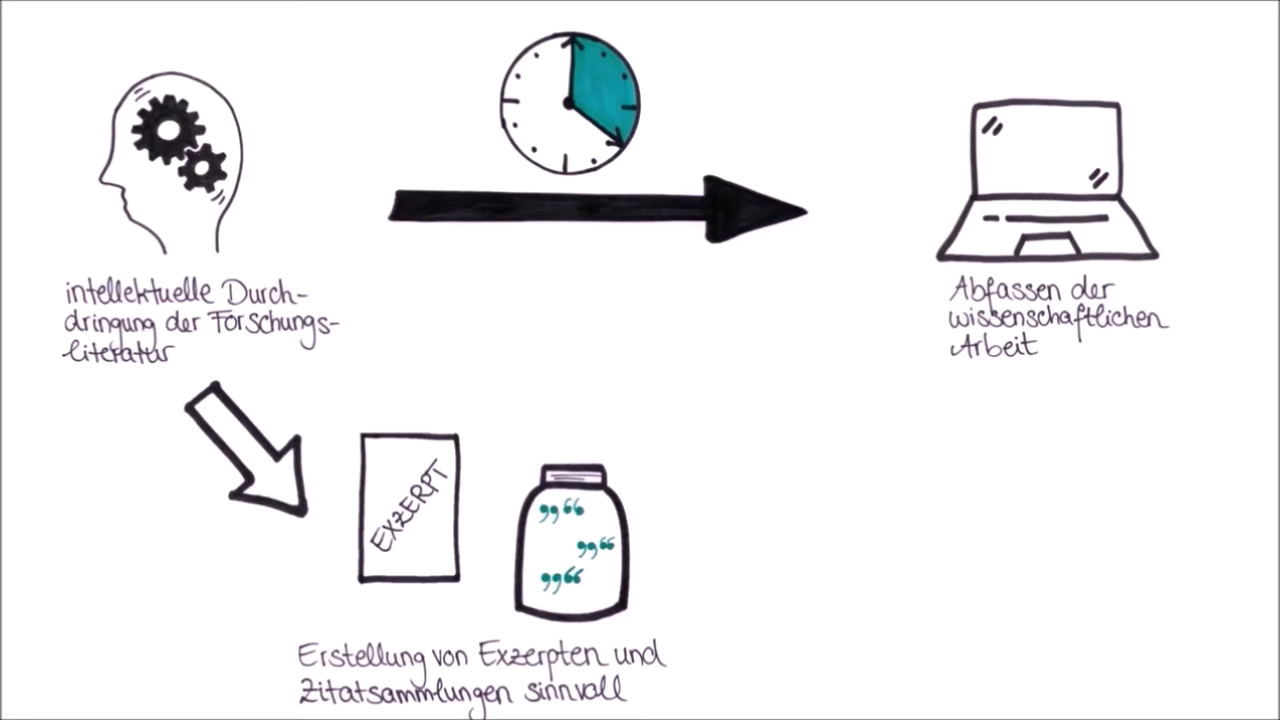 intellektuelle Durch-
dringung der Forschungs-
literatur
Abfassen der
wissenschaftlichen
Arbeit
EXZERPT
„“
„“
„“
Erstellung von Exzerpten und
Zitatsammlungen sinnvoll